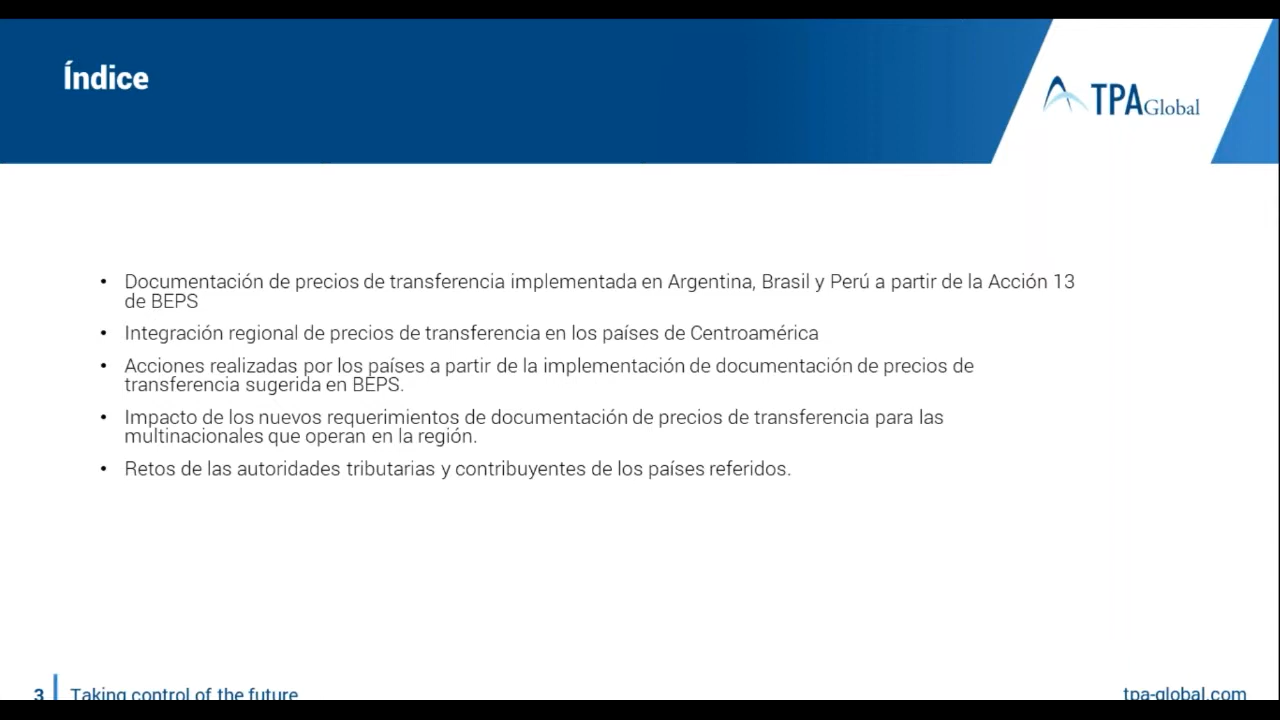 Índice
TPA Global
• Documentación de precios de transferencia implementada en Argentina, Brasil y Perú a partir de la Acción 13
de BEPS
• Integración regional de precios de transferencia en los países de Centroamérica
• Acciones realizadas por los países a partir de la implementación de documentación de precios de
transferencia sugerida en BEPS.
• Impacto de los nuevos requerimientos de documentación de precios de transferencia para las
multinacionales que operan en la región.
• Retos de las autoridades tributarias y contribuyentes de los países referidos.
3 Taking control of the future
tpa-global.com